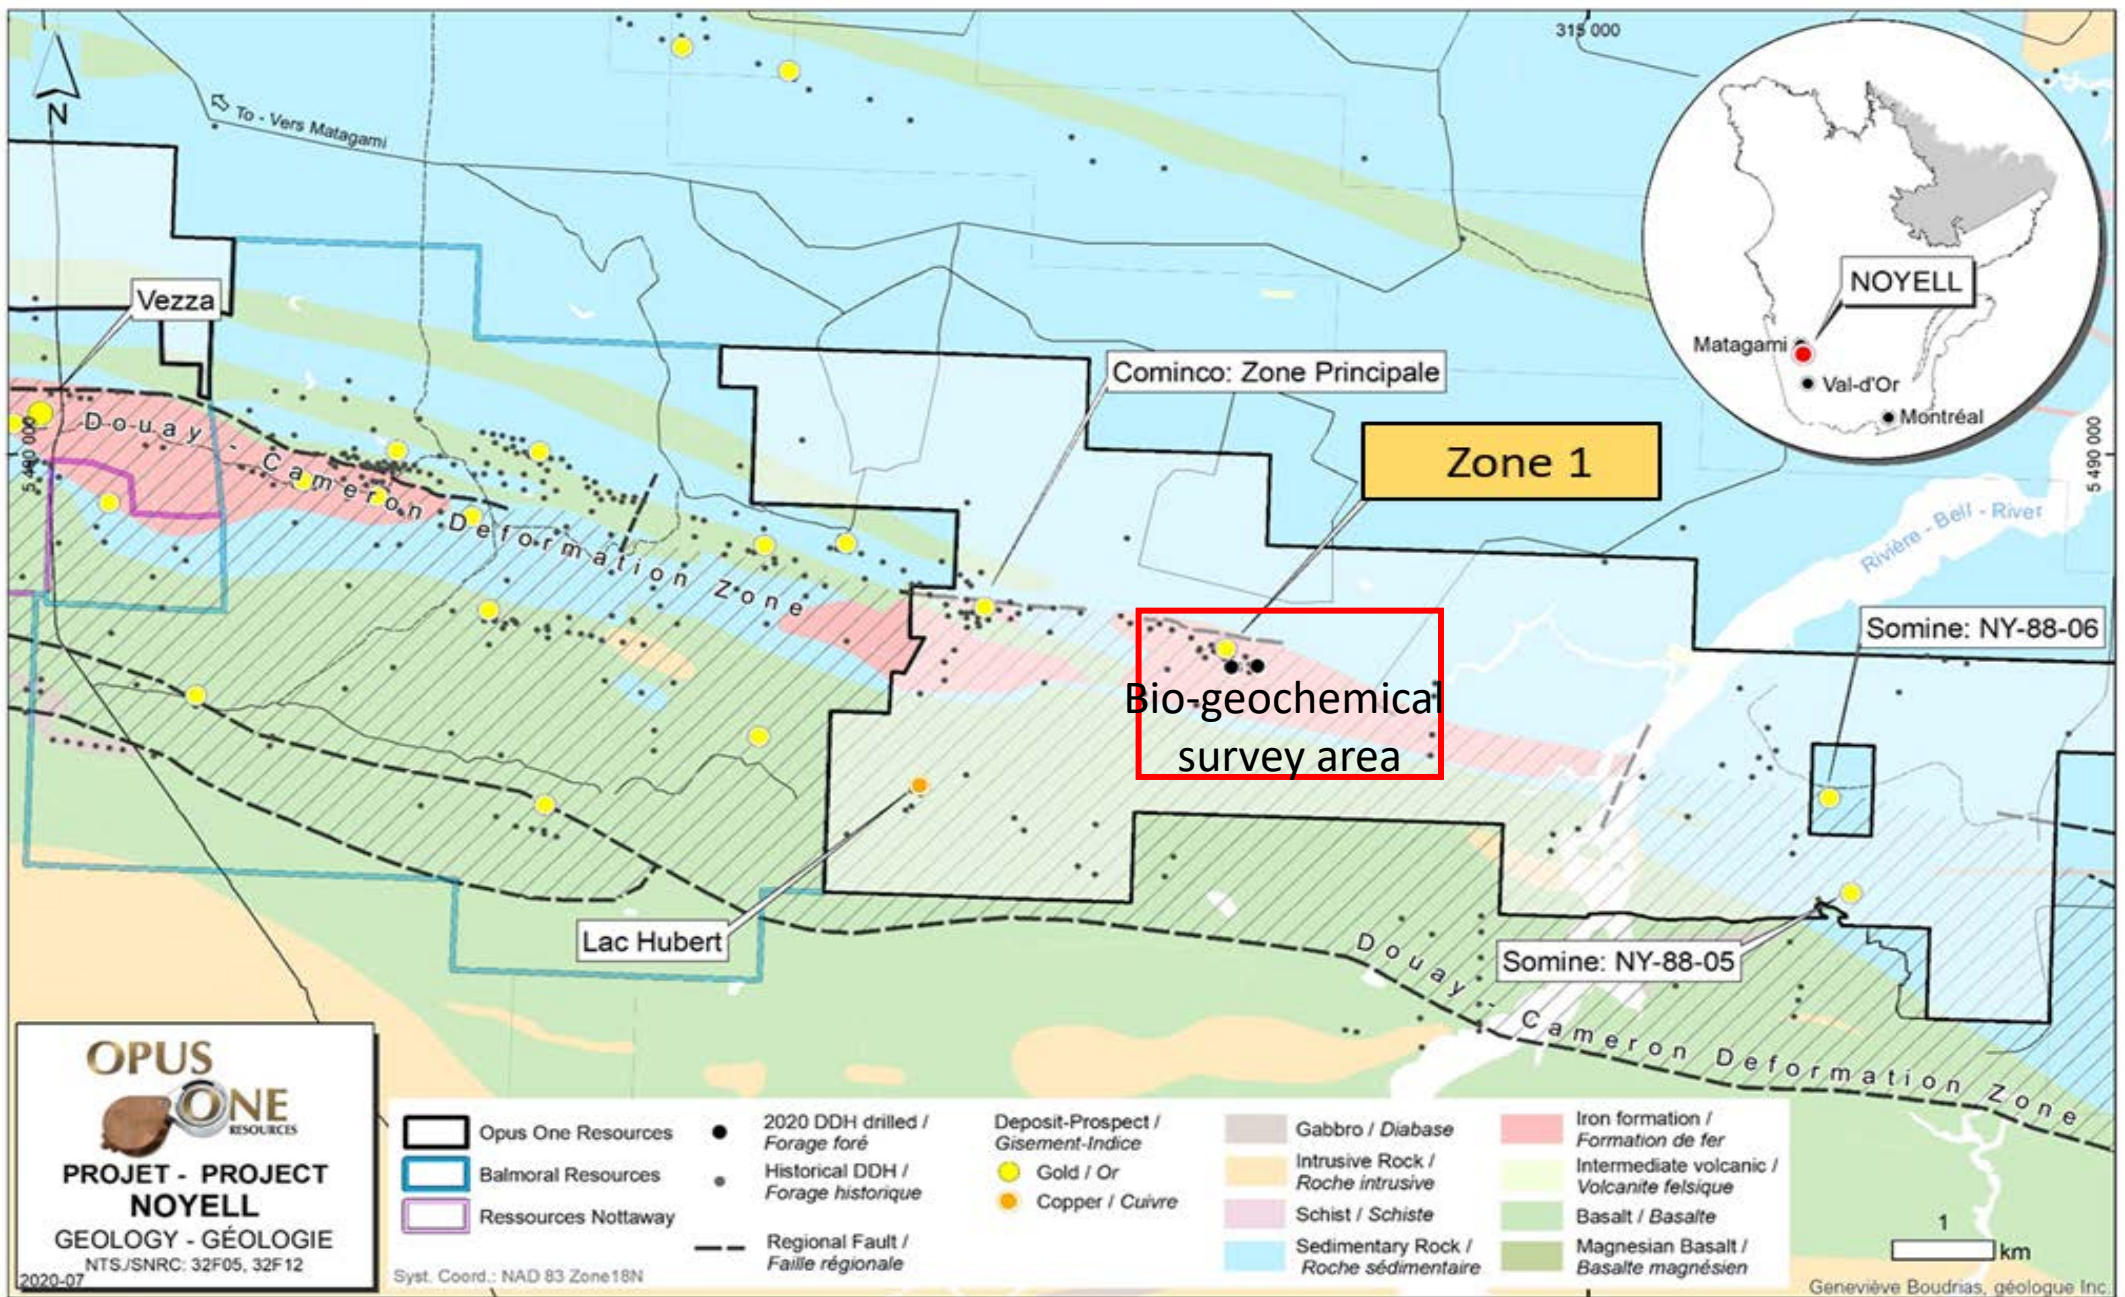 315 000
N
To - Vers Matagami
NOYELL
Matagami
Val-d'Or
Montréal
Vezza
Cominco: Zone Principale
Zone 1
5 490 000
5 490 000
Douay - Cameron Deformation Zone
Rivière - Bell - River
Somine: NY-88-06
Bio-geochemical
survey area
Lac Hubert
Somine: NY-88-05
Douay - Cameron Deformation Zone
OPUS
ONE
RESOURCES
PROJET - PROJECT
NOYELL
GEOLOGY - GÉOLOGIE
NTS./SNRC: 32F05, 32F12
2020-07
Opus One Resources
Balmoral Resources
Ressources Nottaway
Syst. Coord.: NAD 83 Zone18N
2020 DDH drilled /
Forage foré
Historical DDH /
Forage historique
Regional Fault /
Faille régionale
Deposit-Prospect /
Gisement-Indice
Gold / Or
Copper / Cuivre
Gabbro / Diabase
Intrusive Rock /
Roche intrusive
Schist / Schiste
Sedimentary Rock /
Roche sédimentaire
Iron formation /
Formation de fer
Intermediate volcanic /
Volcanite felsique
Basalt / Basalte
Magnesian Basalt /
Basalte magnésien
1
km
Geneviève Boudrias, géologue Inc.